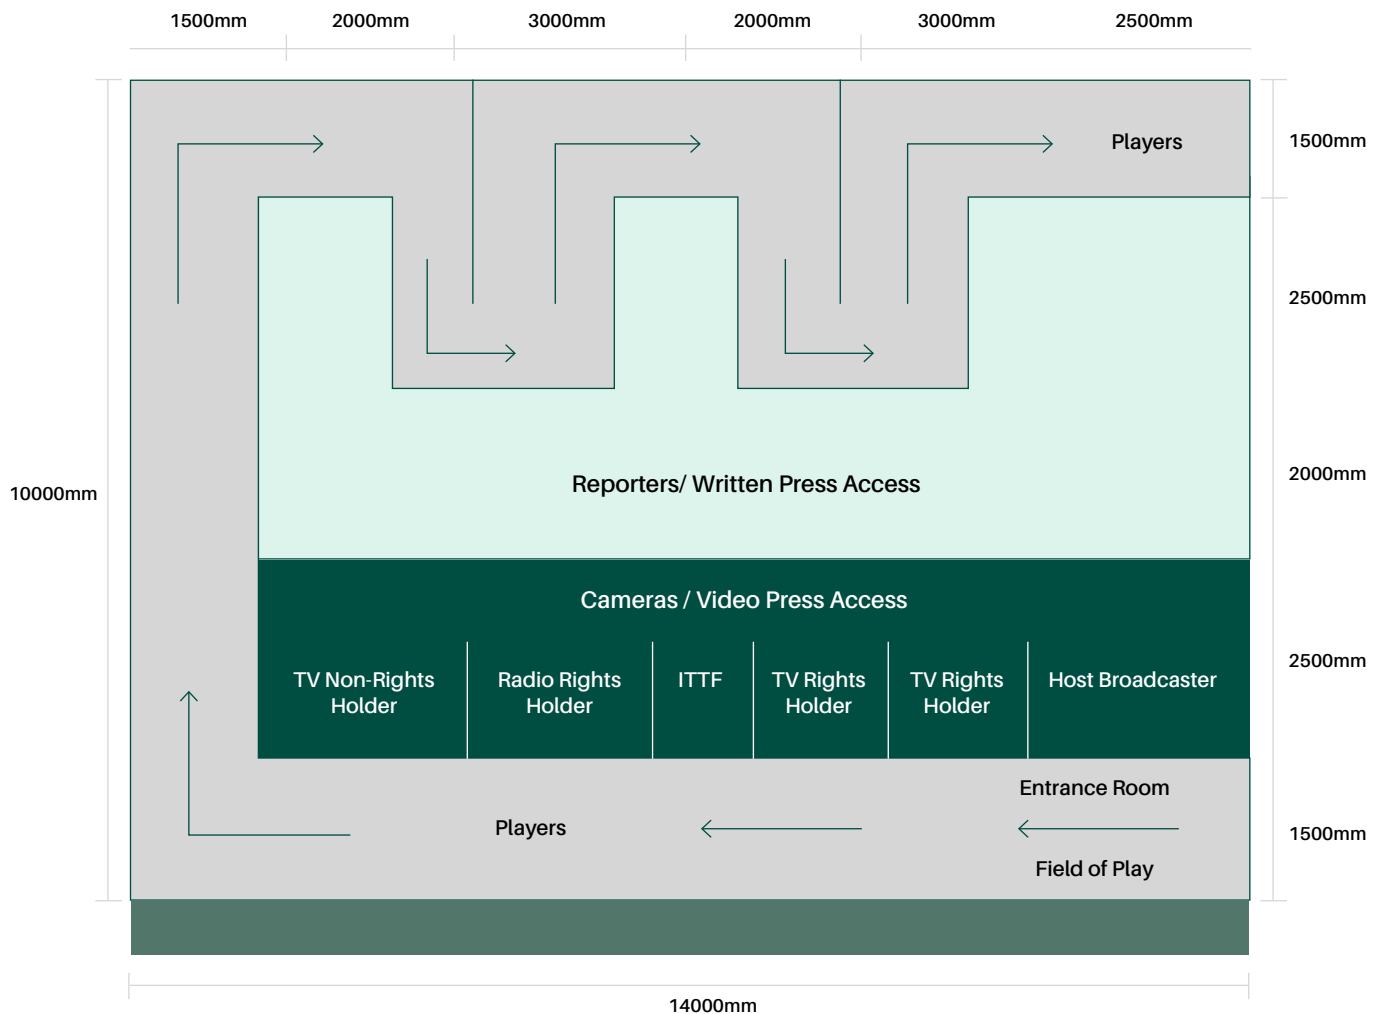 1500mm 2000mm 3000mm 2000mm 3000mm 2500mm
Players
1500mm
2500mm
Reporters/ Written Press Access
2000mm
10000mm
Cameras / Video Press Access
2500mm
TV Non-Rights
Holder
Radio Rights
Holder
ITTF
TV Rights
Holder
TV Rights
Holder
Host Broadcaster
Entrance Room
Players
1500mm
Field of Play
14000mm